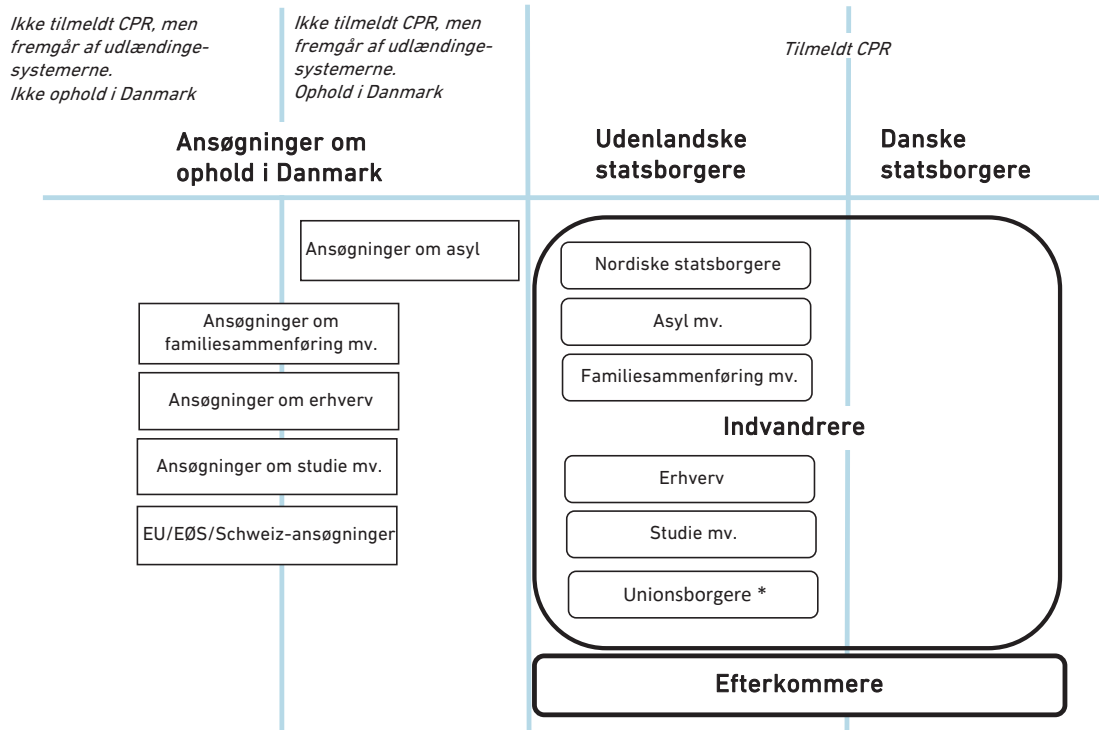 Ikke tilmeldt CPR, men
fremgår af udlændinge-
systemerne.
Ikke ophold i Danmark
Ikke tilmeldt CPR, men
fremgår af udlændinge-
systemerne.
Ophold i Danmark
Tilmeldt CPR
Ansøgninger om
ophold i Danmark
Udenlandske
statsborgere
Danske
statsborgere
Ansøgninger om asyl
Ansøgninger om
familiesammenføring mv.
Ansøgninger om erhverv
Ansøgninger om studie mv.
EU/EØS/Schweiz-ansøgninger
Nordiske statsborgere
Asyl mv.
Familiesammenføring mv.
Indvandrere
Erhverv
Studie mv.
Unionsborgere *
Efterkommere